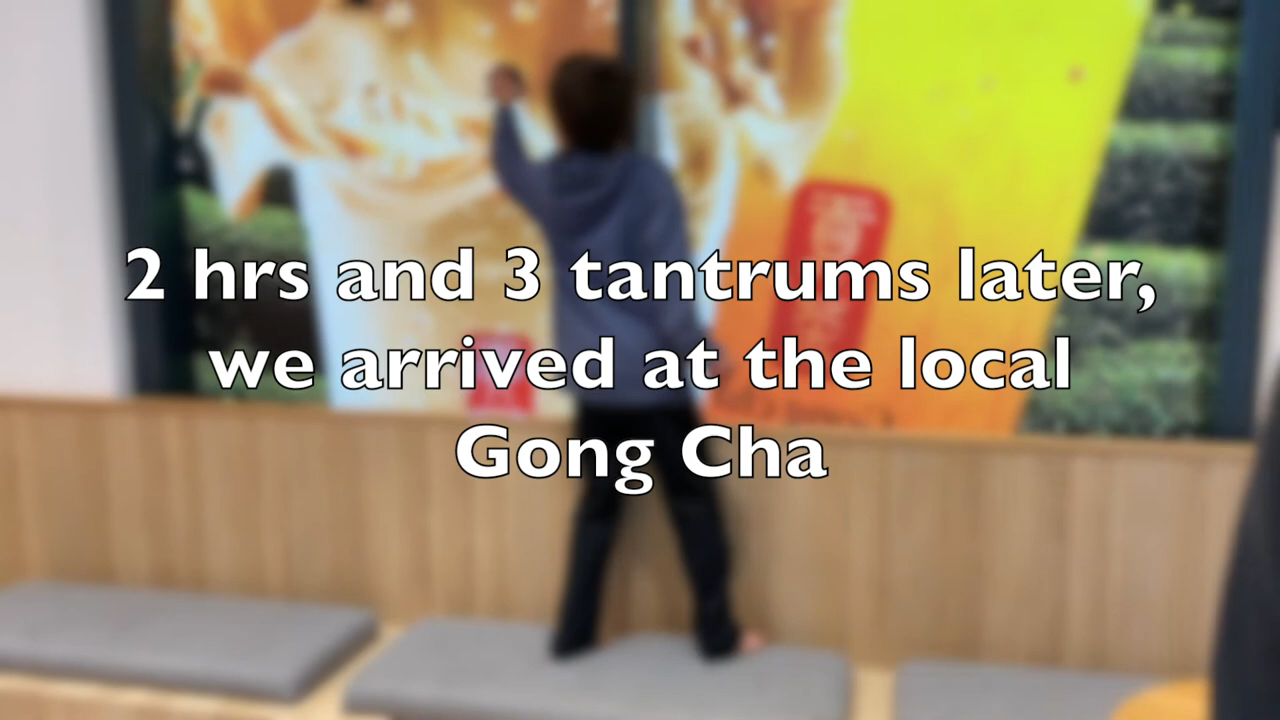 2 hrs and 3 tantrums later,
we arrived at the local
Gong Cha